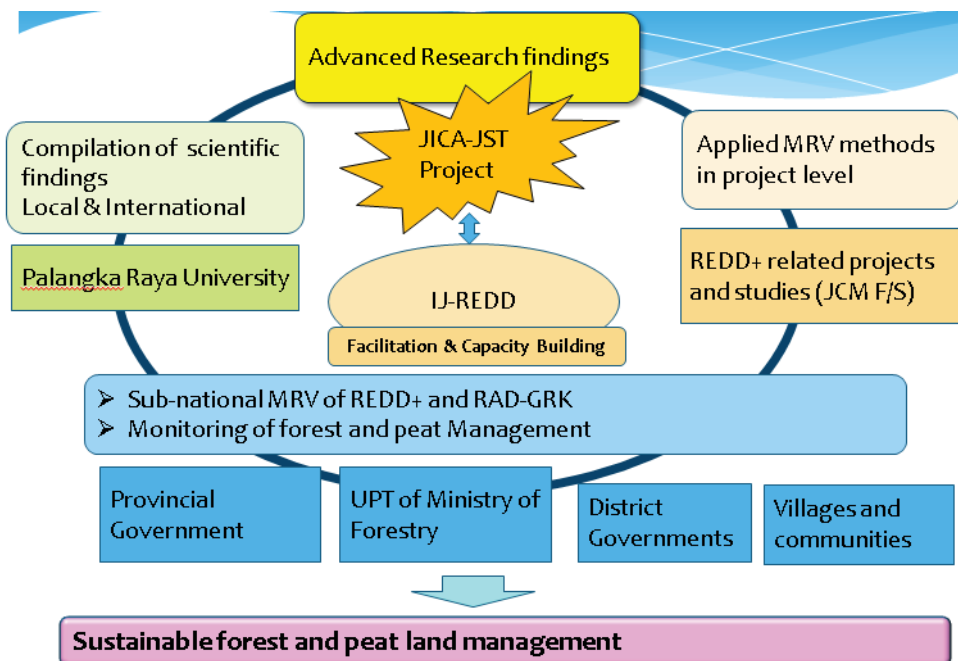 Advanced Research findings
JICA-JST
Project
Compilation of scientific
findings
Local & International
Palangka Raya University
Applied MRV methods
in project level
REDD+ related projects
and studies (JCM F/S)
IJ-REDD
Facilitation & Capacity Building
➢ Sub-national MRV of REDD+ and RAD-GRK
➢ Monitoring of forest and peat Management
Provincial
Government
UPT of Ministry of
Forestry
District
Governments
Villages and
communities
Sustainable forest and peat land management